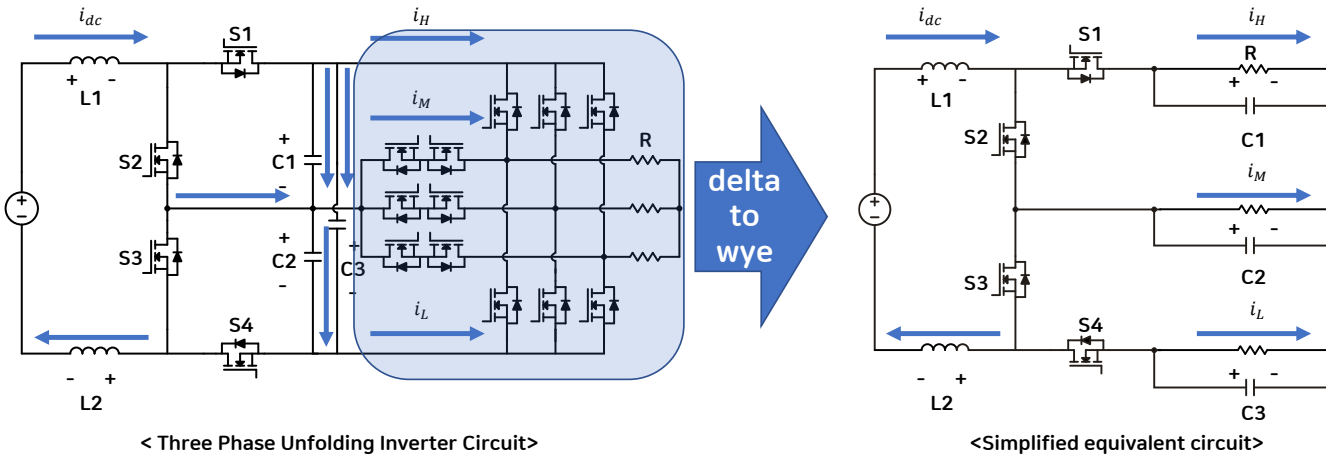 i_dc
S1
i_H
+ -
L1
i_M
S2
+
C1
-
R
+
-
S3
+
C2
-
+
C3
-
i_L
S4
- +
L2
< Three Phase Unfolding Inverter Circuit>
delta
to
wye
i_dc
S1
i_H
R
+ -
L1
+ -
C1
S2
i_M
+
-
+ -
C2
S3
i_L
S4
- +
L2
+ -
C3
<Simplified equivalent circuit>